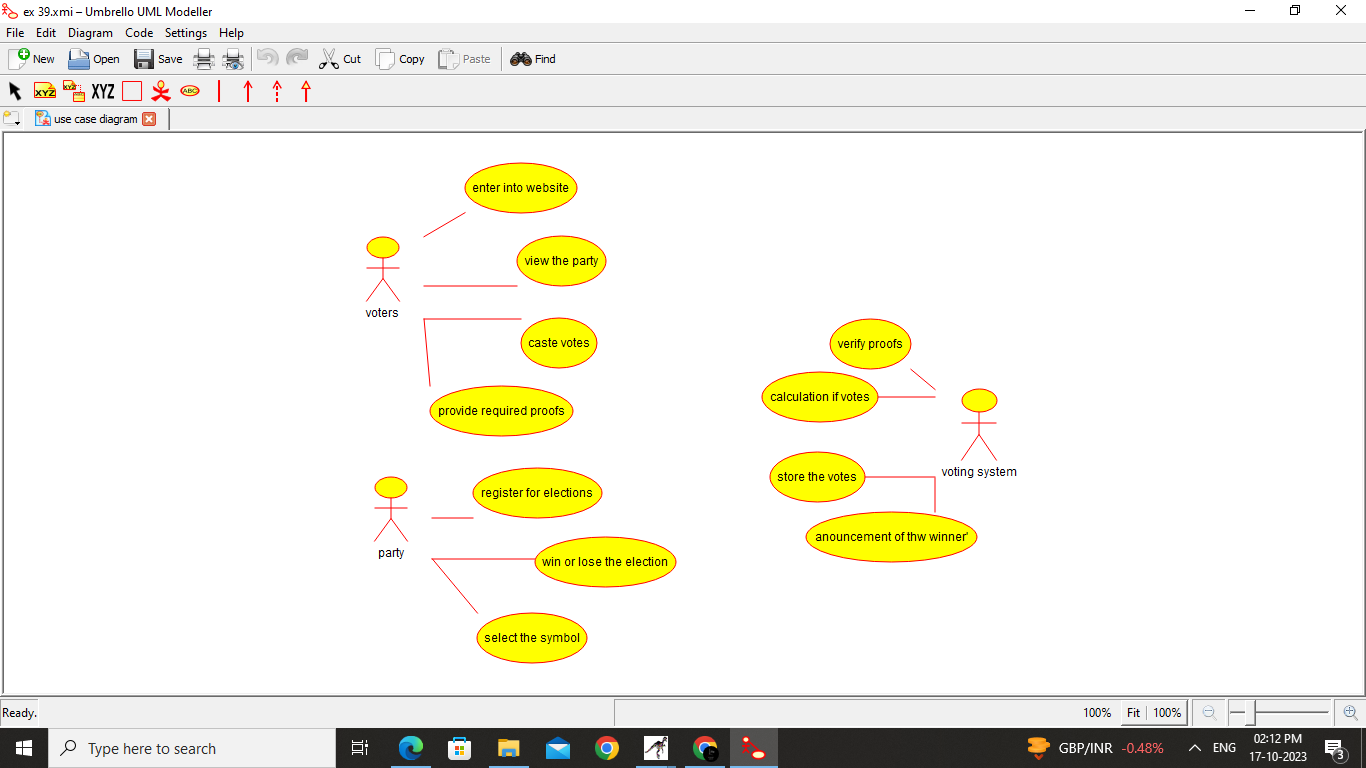 ex 39.xmi – Umbrello UML Modeller
File Edit Diagram Code Settings Help
New Open Save Cut Copy Paste Find
XYZ XYZ XYZ ABC
use case diagram
enter into website
view the party
voters
caste votes
verify proofs
calculation if votes
provide required proofs
voting system
store the votes
register for elections
anouncement of thw winner'
party
win or lose the election
select the symbol
Ready. 100% Fit 100%
Type here to search GBP/INR -0.48% ENG 02:12 PM
17-10-2023 3